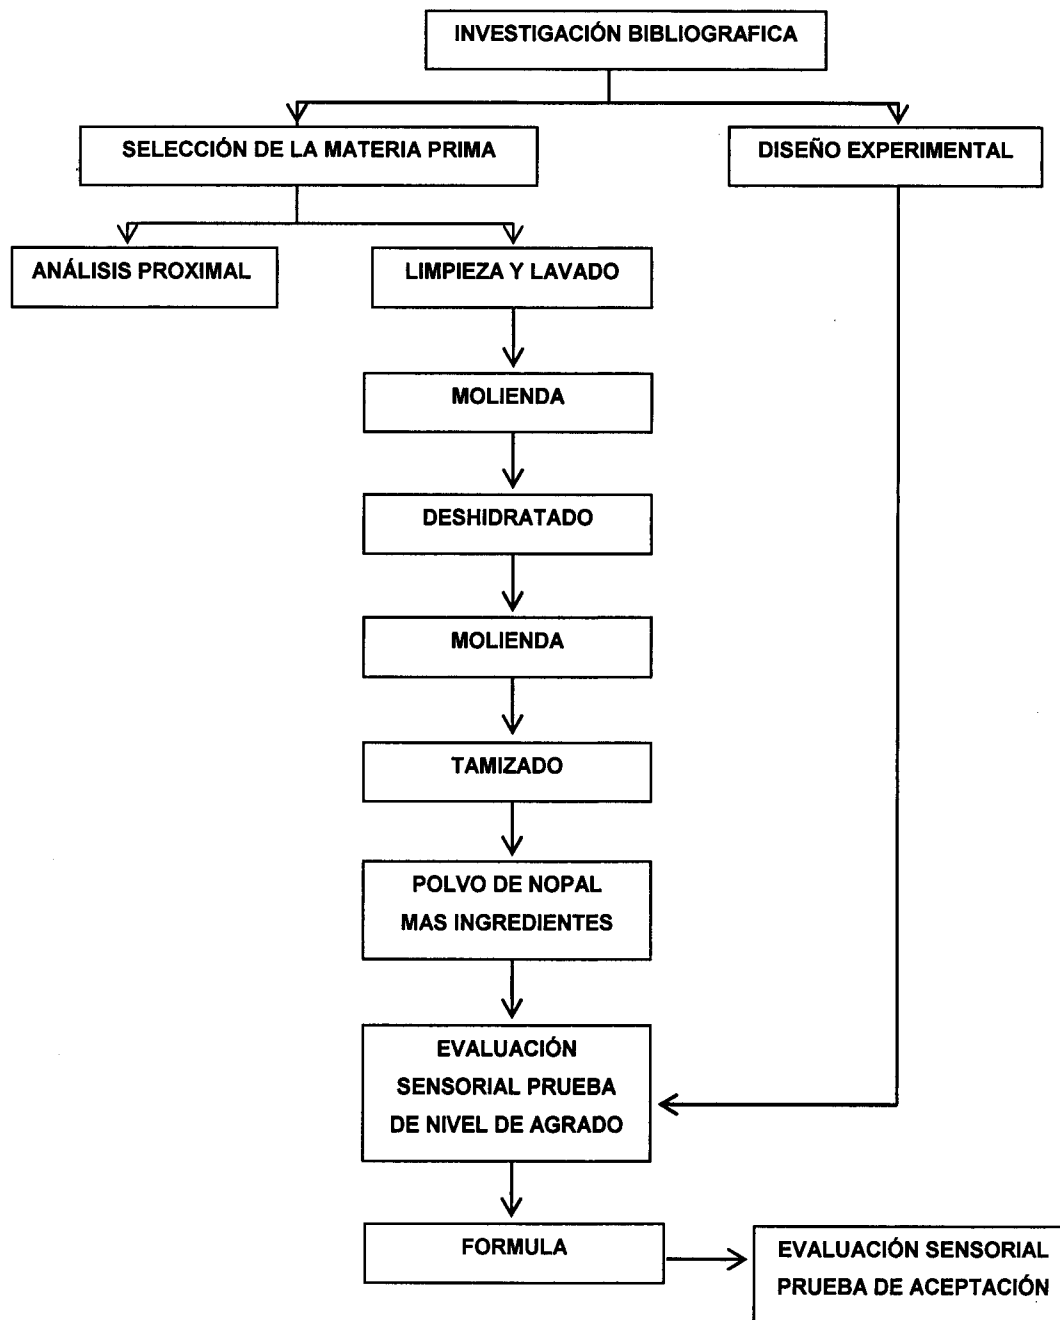 INVESTIGACIÓN BIBLIOGRAFICA
SELECCIÓN DE LA MATERIA PRIMA
DISEÑO EXPERIMENTAL
ANÁLISIS PROXIMAL
LIMPIEZA Y LAVADO
MOLIENDA
DESHIDRATADO
MOLIENDA
TAMIZADO
POLVO DE NOPAL
MAS INGREDIENTES
EVALUACIÓN
SENSORIAL PRUEBA
DE NIVEL DE AGRADO
FORMULA
EVALUACIÓN SENSORIAL
PRUEBA DE ACEPTACIÓN